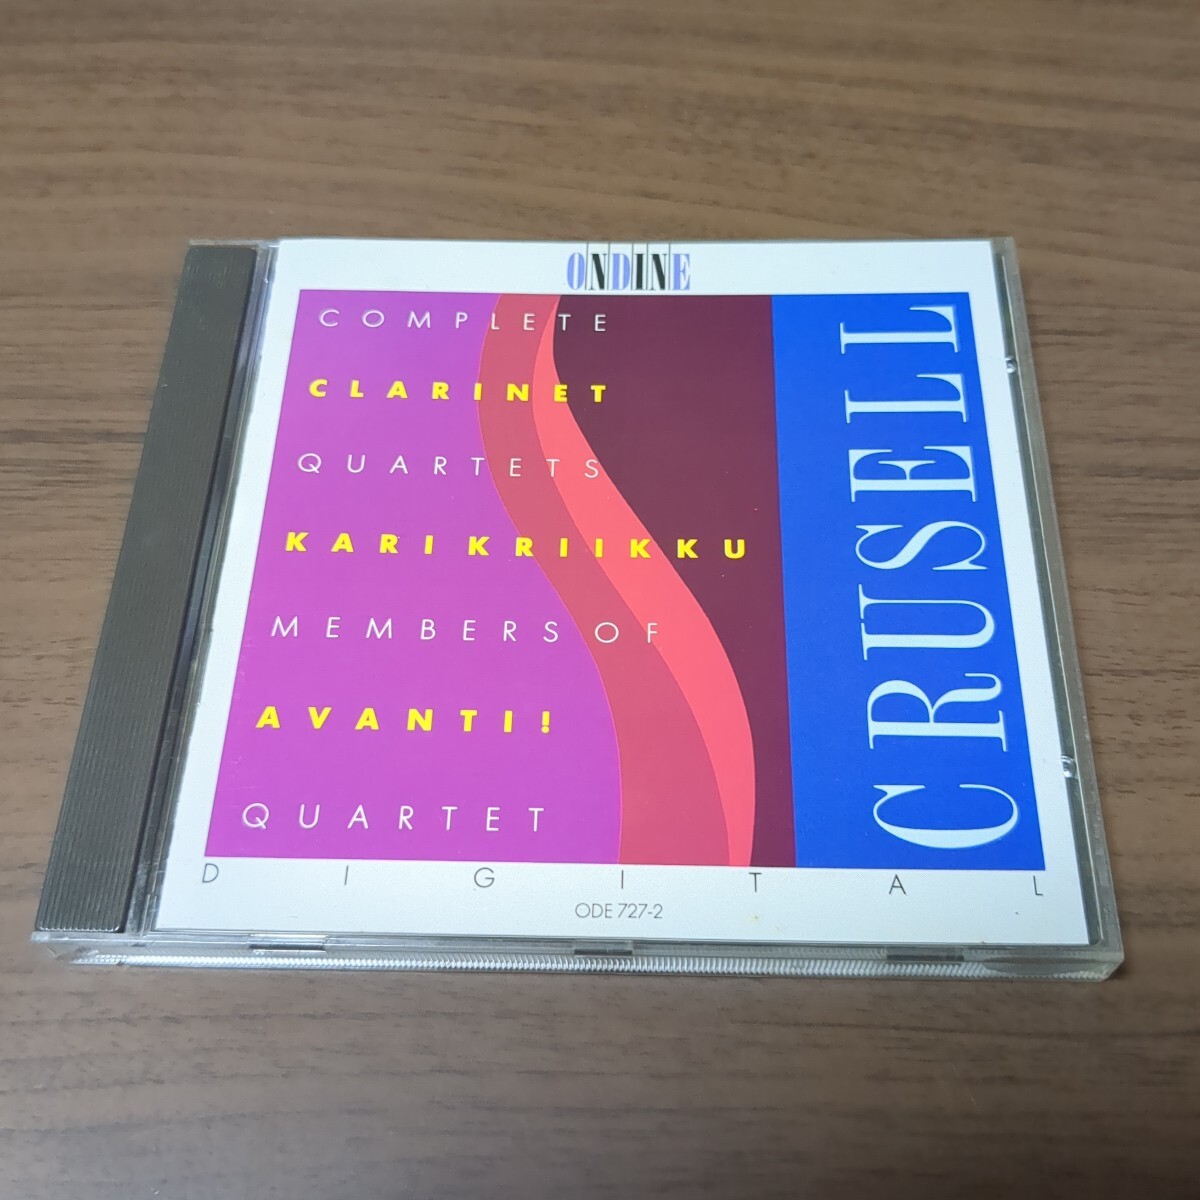 ONDINE
COMPLETE
CLARINET
QUARTETS
KARI KRIIKKU
MEMBERS OF
AVANTI!
QUARTET
CRUSELL
DIGITAL
ODE 727-2